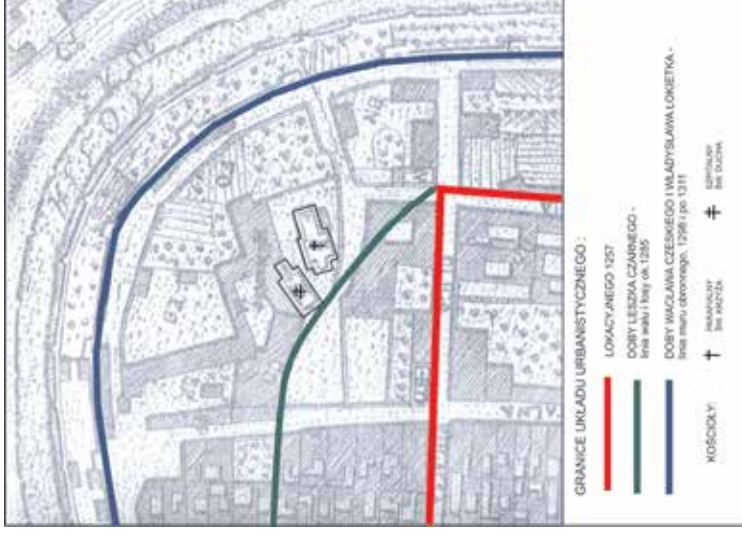 GRANICE UKŁADU URBANISTYCZNEGO :
LOKACYJNEGO 1257
DOBY LESZKA CZARNEGO -
linia wału i fosy ok. 1285
DOBY WACŁAWA CZESKIEGO I WŁADYSŁAWA ŁOKIETKA -
linia muru obronnego, 1298 i po 1311
KOŚCIOŁY:
PARAFIALNY
ŚW. KRZYŻA
SZPITALNY
ŚW. DUCHA